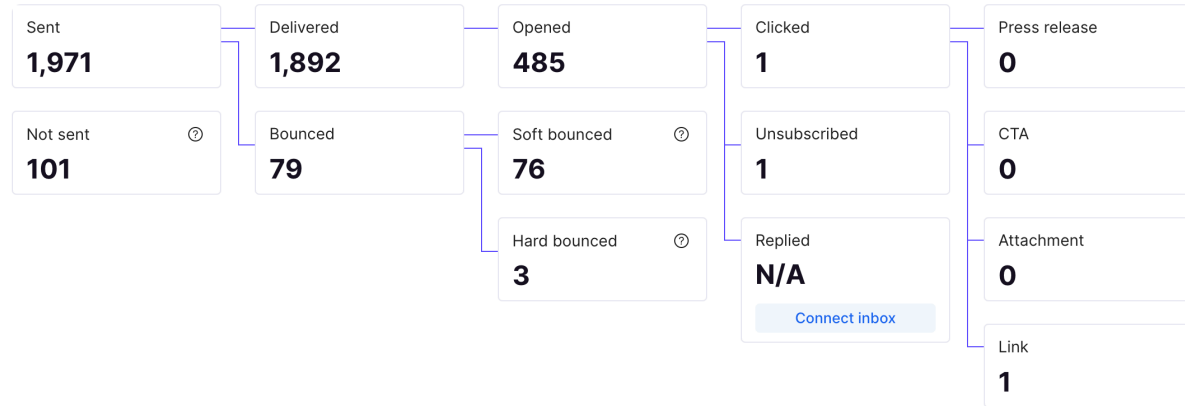 Sent
1,971
Delivered
1,892
Opened
485
Clicked
1
Press release
0
Not sent
101
Bounced
79
Soft bounced
76
Unsubscribed
1
CTA
0
Hard bounced
3
Replied
N/A
Connect inbox
Attachment
0
Link
1